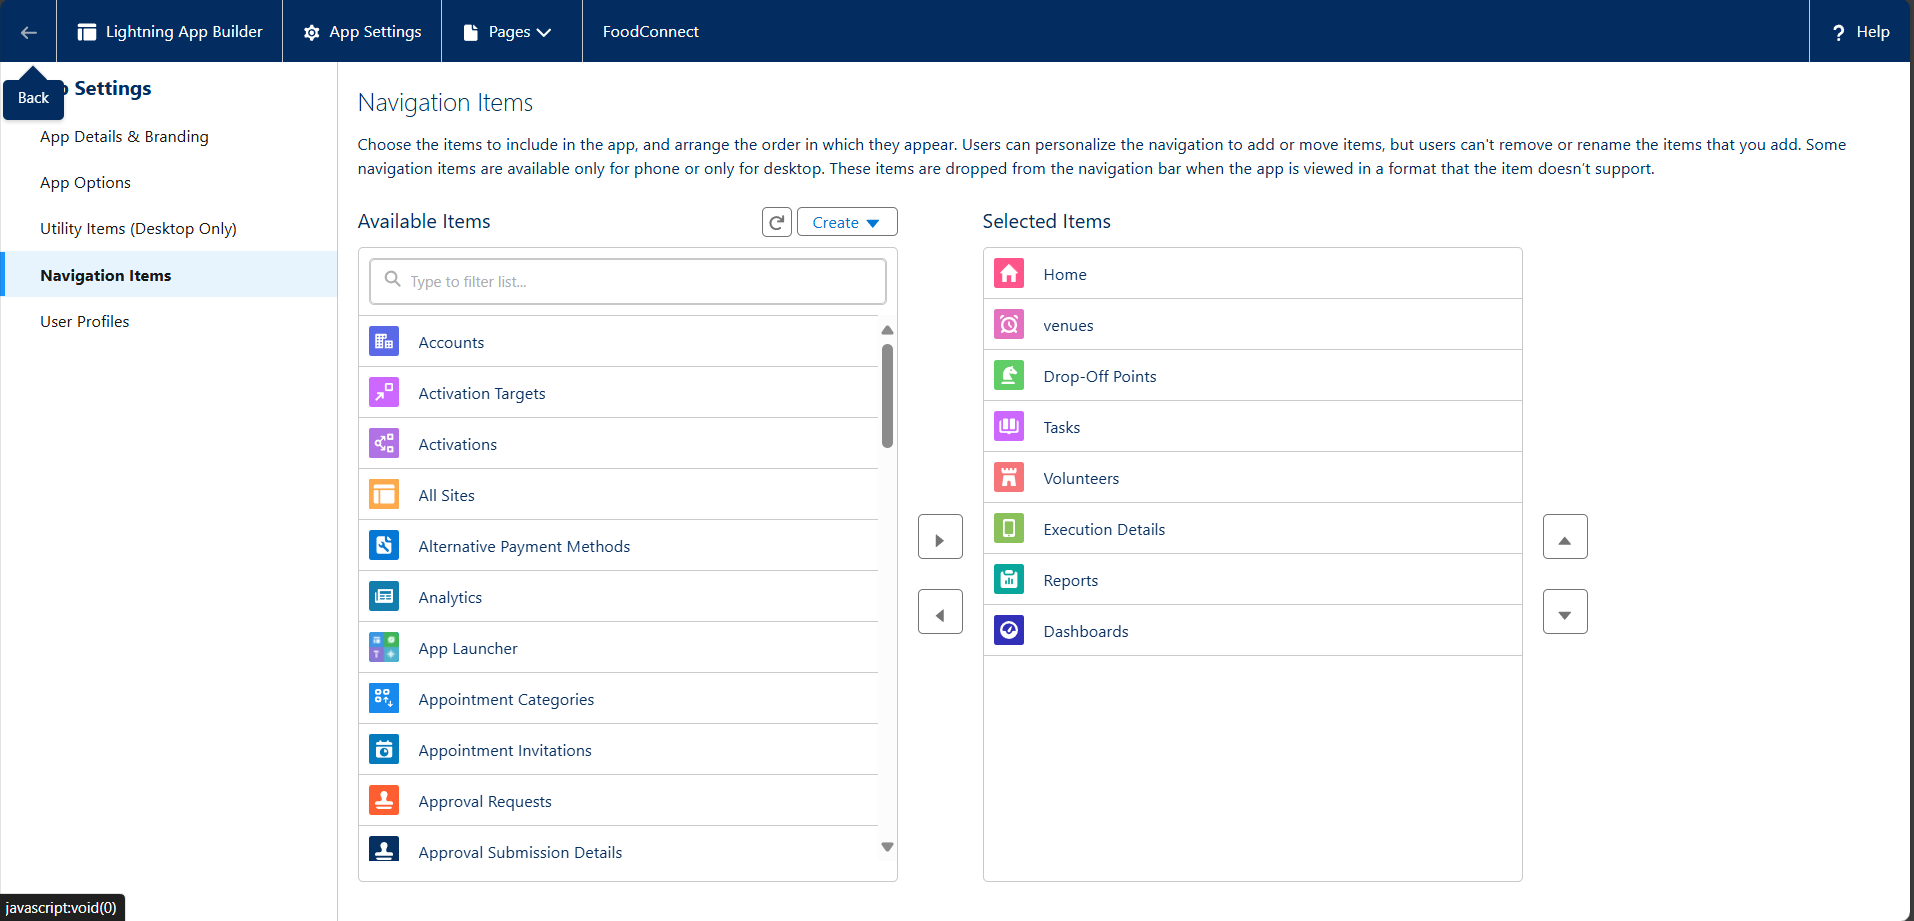 Lightning App Builder
App Settings
Pages
FoodConnect
? Help
Back
p Settings
App Details & Branding
App Options
Utility Items (Desktop Only)
Navigation Items
User Profiles
Navigation Items
Choose the items to include in the app, and arrange the order in which they appear. Users can personalize the navigation to add or move items, but users can't remove or rename the items that you add. Some
navigation items are available only for phone or only for desktop. These items are dropped from the navigation bar when the app is viewed in a format that the item doesn't support.
Available Items
Create
Type to filter list...
Accounts
Activation Targets
Activations
All Sites
Alternative Payment Methods
Analytics
App Launcher
Appointment Categories
Appointment Invitations
Approval Requests
Approval Submission Details
Selected Items
Home
venues
Drop-Off Points
Tasks
Volunteers
Execution Details
Reports
Dashboards
javascript:void(0)